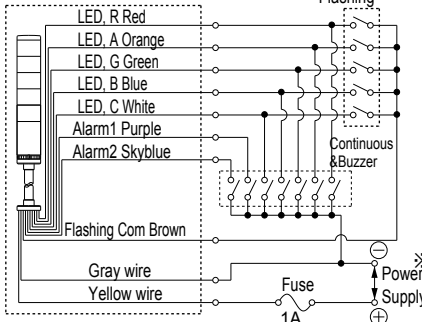 Flashing
LED, R Red
LED, A Orange
LED, G Green
LED, B Blue
LED, C White
Alarm1 Purple
Alarm2 Skyblue
Continuous
&Buzzer
Flashing Com Brown
Gray wire
Yellow wire
Fuse
1A
⊖
※
Power
Supply
⊕